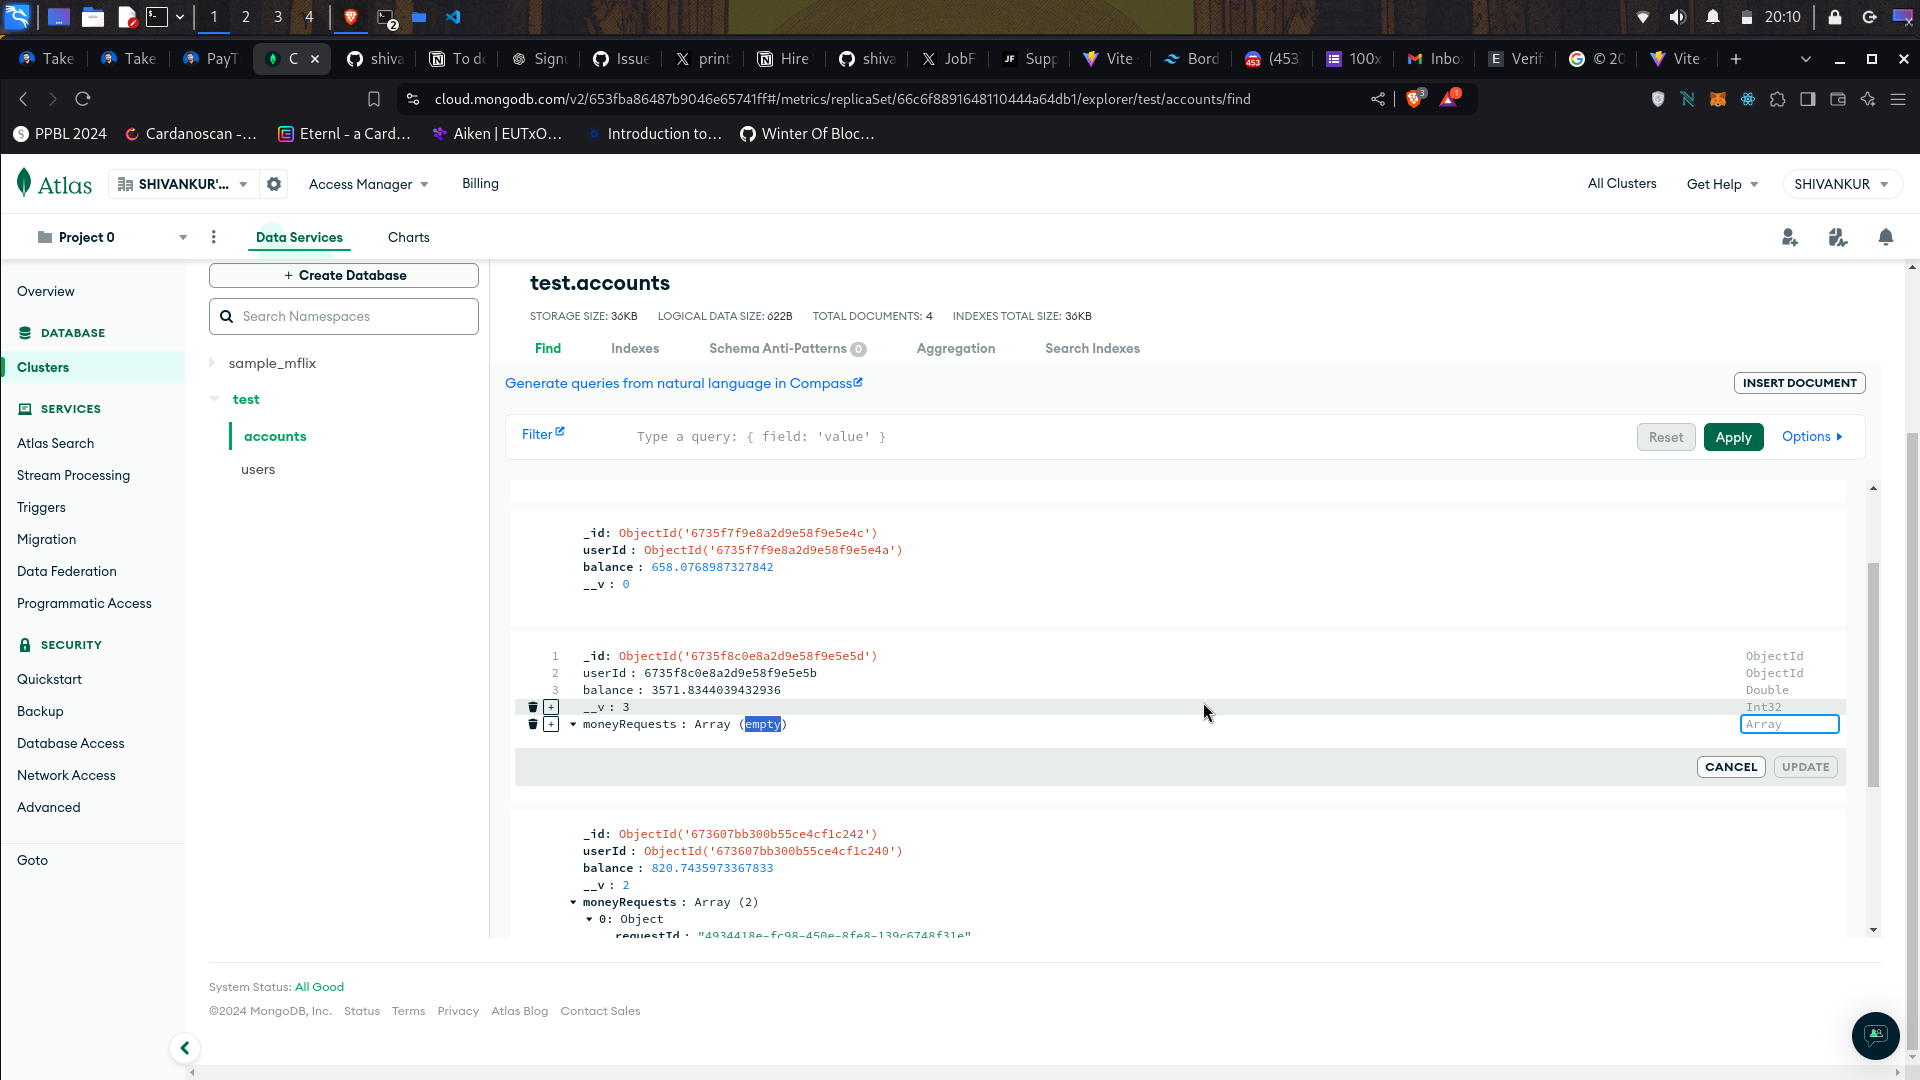 1 2 3 4 2 20:10
Take Take PayT C shiva To do Sign Issue print Hire shiva JobF JF Supp Vite Bord 453 (453 100x Inbo E Verif © 20 Vite
cloud.mongodb.com/v2/653fba86487b9046e65741ff#/metrics/replicaSet/66c6f8891648110444a64db1/explorer/test/accounts/find 3 1
PPBL 2024 Cardanoscan -... Eternl - a Card... Aiken | EUTxO... Introduction to... Winter Of Bloc...
Atlas SHIVANKUR'... Access Manager Billing All Clusters Get Help SHIVANKUR
Project 0 Data Services Charts
Overview
DATABASE
Clusters
SERVICES
Atlas Search
Stream Processing
Triggers
Migration
Data Federation
Programmatic Access
SECURITY
Quickstart
Backup
Database Access
Network Access
Advanced
Goto
+ Create Database
Search Namespaces
sample_mflix
test
accounts
users
test.accounts
STORAGE SIZE: 36KB LOGICAL DATA SIZE: 622B TOTAL DOCUMENTS: 4 INDEXES TOTAL SIZE: 36KB
Find Indexes Schema Anti-Patterns 0 Aggregation Search Indexes
Generate queries from natural language in Compass INSERT DOCUMENT
Filter Type a query: { field: 'value' } Reset Apply Options
_id: ObjectId('6735f7f9e8a2d9e58f9e5e4c')
userId : ObjectId('6735f7f9e8a2d9e58f9e5e4a')
balance : 658.0768987327842
__v : 0
1 _id: ObjectId('6735f8c0e8a2d9e58f9e5e5d') ObjectId
2 userId : 6735f8c0e8a2d9e58f9e5e5b ObjectId
3 balance : 3571.8344039432936 Double
__v : 3 Int32
moneyRequests : Array (empty) Array
CANCEL UPDATE
_id: ObjectId('673607bb300b55ce4cf1c242')
userId : ObjectId('673607bb300b55ce4cf1c240')
balance : 820.7435973367833
__v : 2
moneyRequests : Array (2)
0: Object
requestId : "4934418e-fc98-450e-8fe8-139c6748f31e"
System Status: All Good
©2024 MongoDB, Inc. Status Terms Privacy Atlas Blog Contact Sales